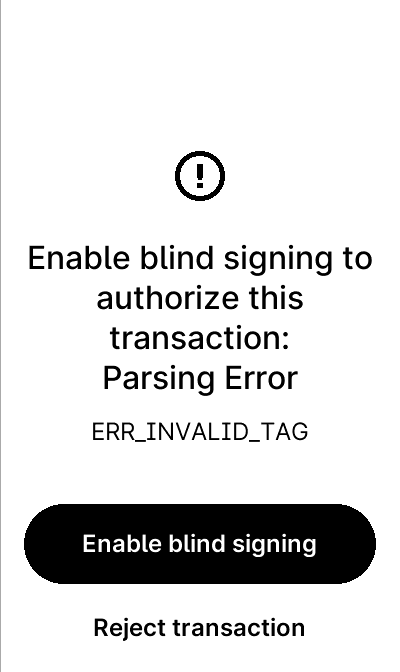 Enable blind signing to
authorize this
transaction:
Parsing Error
ERR_INVALID_TAG
Enable blind signing
Reject transaction